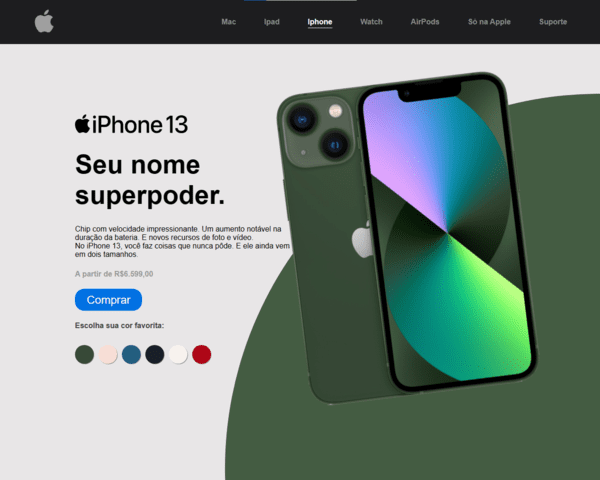 Mac Ipad Iphone Watch AirPods Só na Apple Suporte
iPhone 13
Seu nome
superpoder.
Chip com velocidade impressionante. Um aumento notável na
duração da bateria. E novos recursos de foto e vídeo.
No iPhone 13, você faz coisas que nunca pôde. E ele ainda vem
em dois tamanhos.
A partir de R$6.599,00
Comprar
Escolha sua cor favorita: